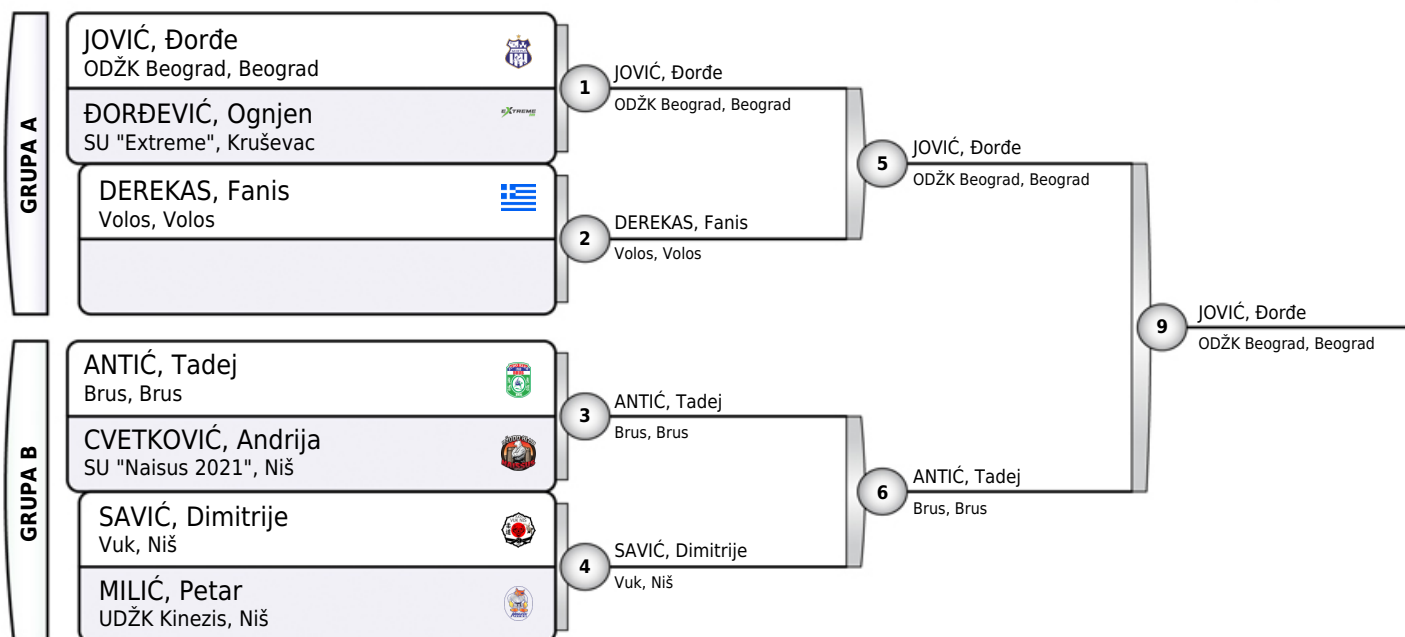 GRUPA A
JOVIĆ, Đorđe
ODŽK Beograd, Beograd
ĐORĐEVIĆ, Ognjen
SU "Extreme", Kruševac
EXTREME
DEREKAS, Fanis
Volos, Volos
1
JOVIĆ, Đorđe
ODŽK Beograd, Beograd
2
DEREKAS, Fanis
Volos, Volos
5
JOVIĆ, Đorđe
ODŽK Beograd, Beograd
GRUPA B
ANTIĆ, Tadej
Brus, Brus
CVETKOVIĆ, Andrija
SU "Naisus 2021", Niš
SAVIĆ, Dimitrije
Vuk, Niš
MILIĆ, Petar
UDŽK Kinezis, Niš
3
ANTIĆ, Tadej
Brus, Brus
4
SAVIĆ, Dimitrije
Vuk, Niš
6
ANTIĆ, Tadej
Brus, Brus
9
JOVIĆ, Đorđe
ODŽK Beograd, Beograd